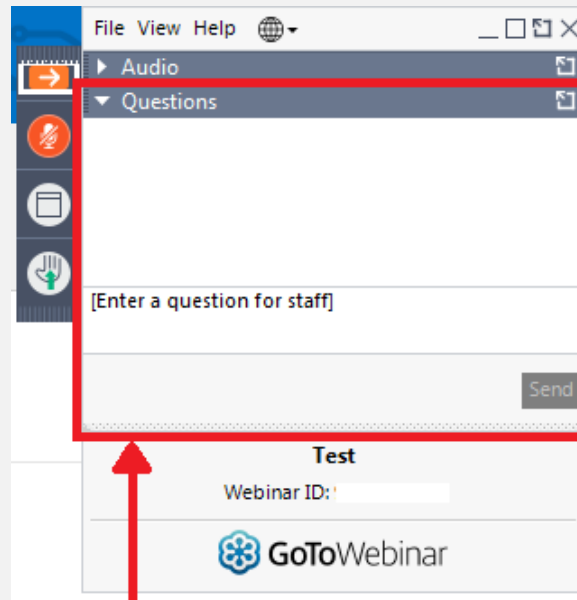 File View Help
Audio
Questions
[Enter a question for staff]
Send
Test
Webinar ID:
GoToWebinar